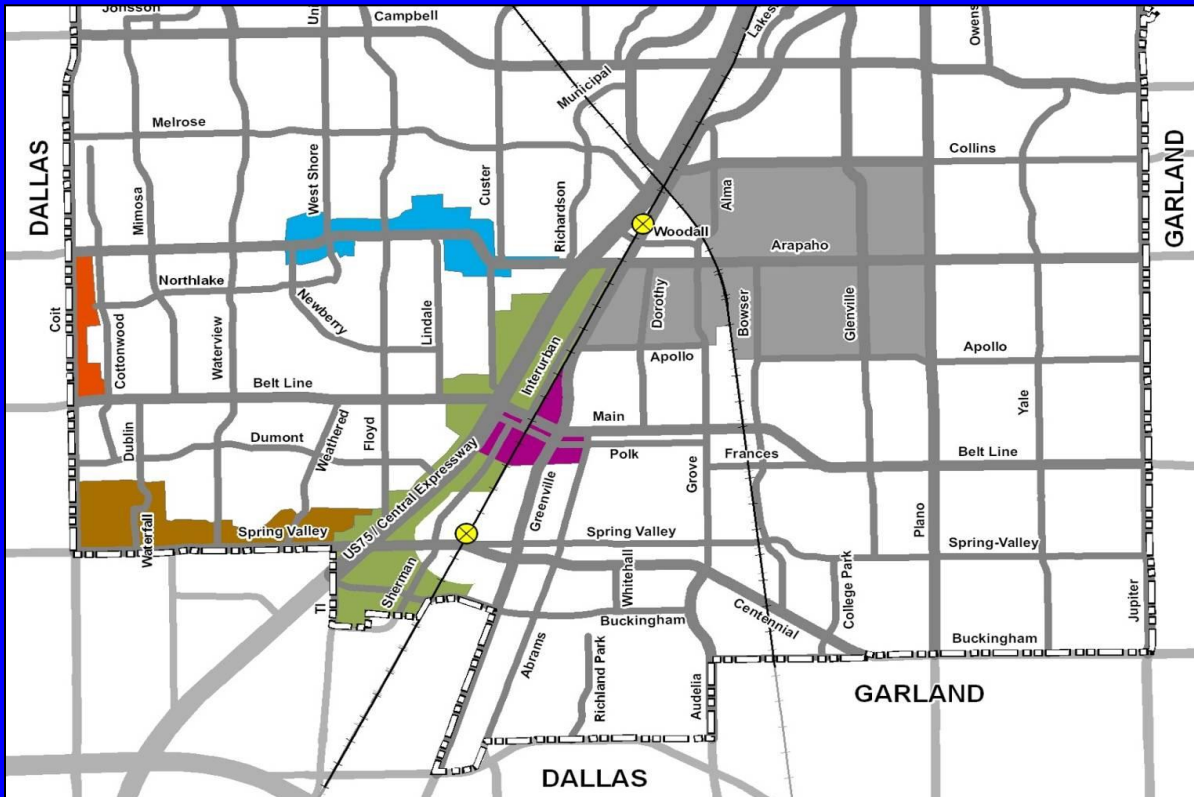 Jonsson
Campbell
Lakes
Owens
Municipal
Melrose
Collins
DALLAS
GARLAND
Mimosa
West Shore
Custer
Richardson
Alma
Woodall
Arapaho
Northlake
Newberry
Coit
Cottonwood
Waterview
Lindale
Interurban
Dorothy
Bowser
Glenville
Apollo
Apollo
Belt Line
Main
Yale
Dublin
Dumont
Weathered
Floyd
Polk
Frances
Belt Line
US75 / Central Expressway
Greenville
Grove
Plano
Waterfall
Spring Valley
Spring Valley
Spring-Valley
TI
Sherman
Whitehall
College Park
Jupiter
Buckingham
Centennial
Buckingham
Abrams
Richland Park
Audelia
GARLAND
DALLAS